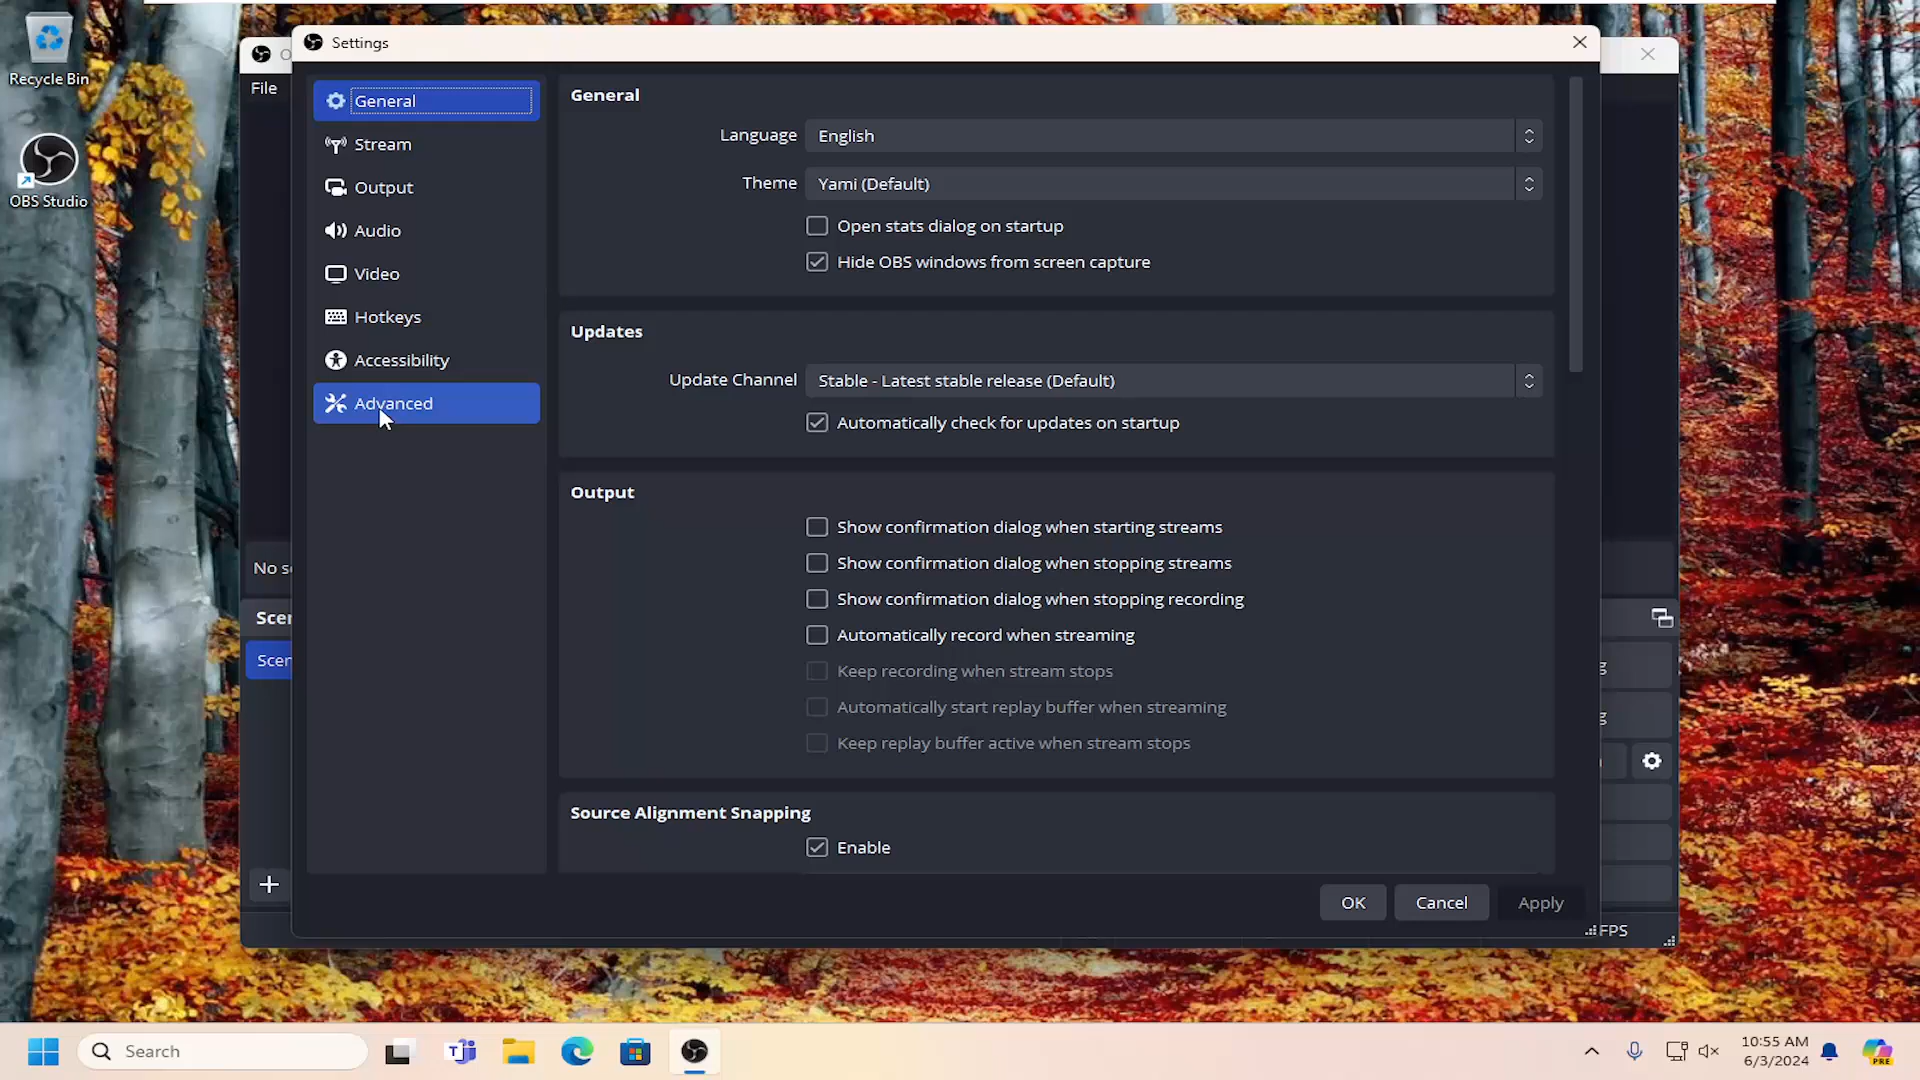 Recycle Bin
OBS Studio
O
File
No s
Scen
Scen
Settings
General
Stream
Output
Audio
Video
Hotkeys
Accessibility
Advanced
General
Language English
Theme Yami (Default)
Open stats dialog on startup
Hide OBS windows from screen capture
Updates
Update Channel Stable - Latest stable release (Default)
Automatically check for updates on startup
Output
Show confirmation dialog when starting streams
Show confirmation dialog when stopping streams
Show confirmation dialog when stopping recording
Automatically record when streaming
Keep recording when stream stops
Automatically start replay buffer when streaming
Keep replay buffer active when stream stops
Source Alignment Snapping
Enable
OK Cancel Apply
g
g
FPS
Search
10:55 AM
6/3/2024
PRE